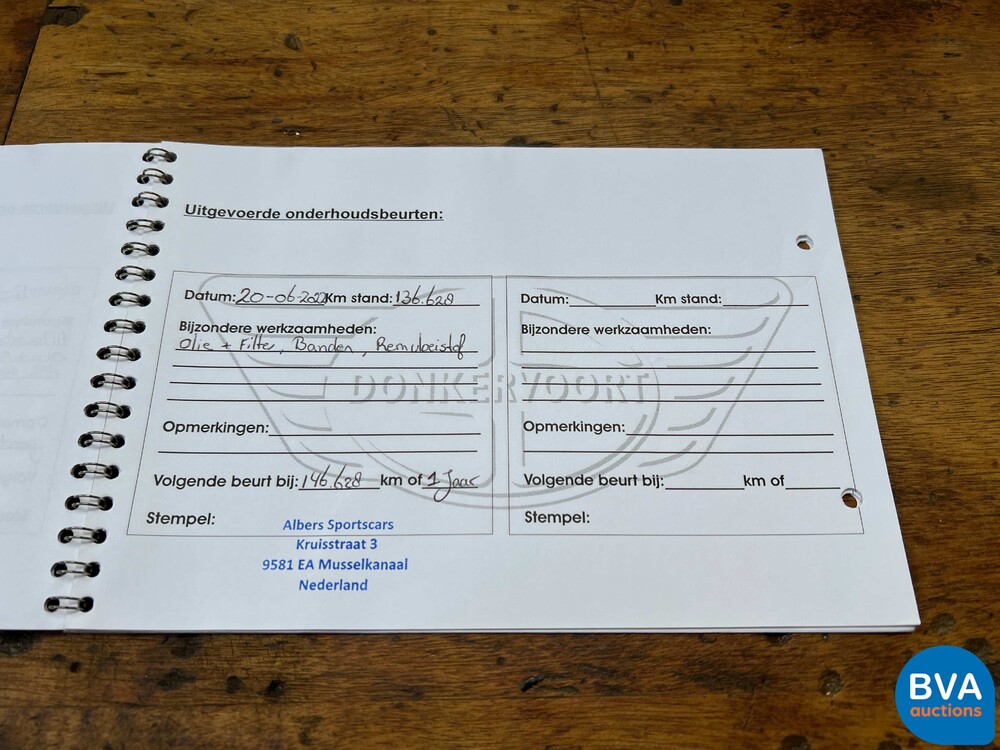 Uitgevoerde onderhoudsbeurten:
Datum: 20-06-2022 Km stand: 136.628
Bijzondere werkzaamheden:
Olie + Filter, Banden, Remvloeistof
Opmerkingen:
Volgende beurt bij: 146.628 km of 1 Jaar
Stempel:
Albers Sportscars
Kruisstraat 3
9581 EA Musselkanaal
Nederland
Datum: Km stand:
Bijzondere werkzaamheden:
Opmerkingen:
Volgende beurt bij: km of
Stempel:
DONKERVOORT
BVA
auctions